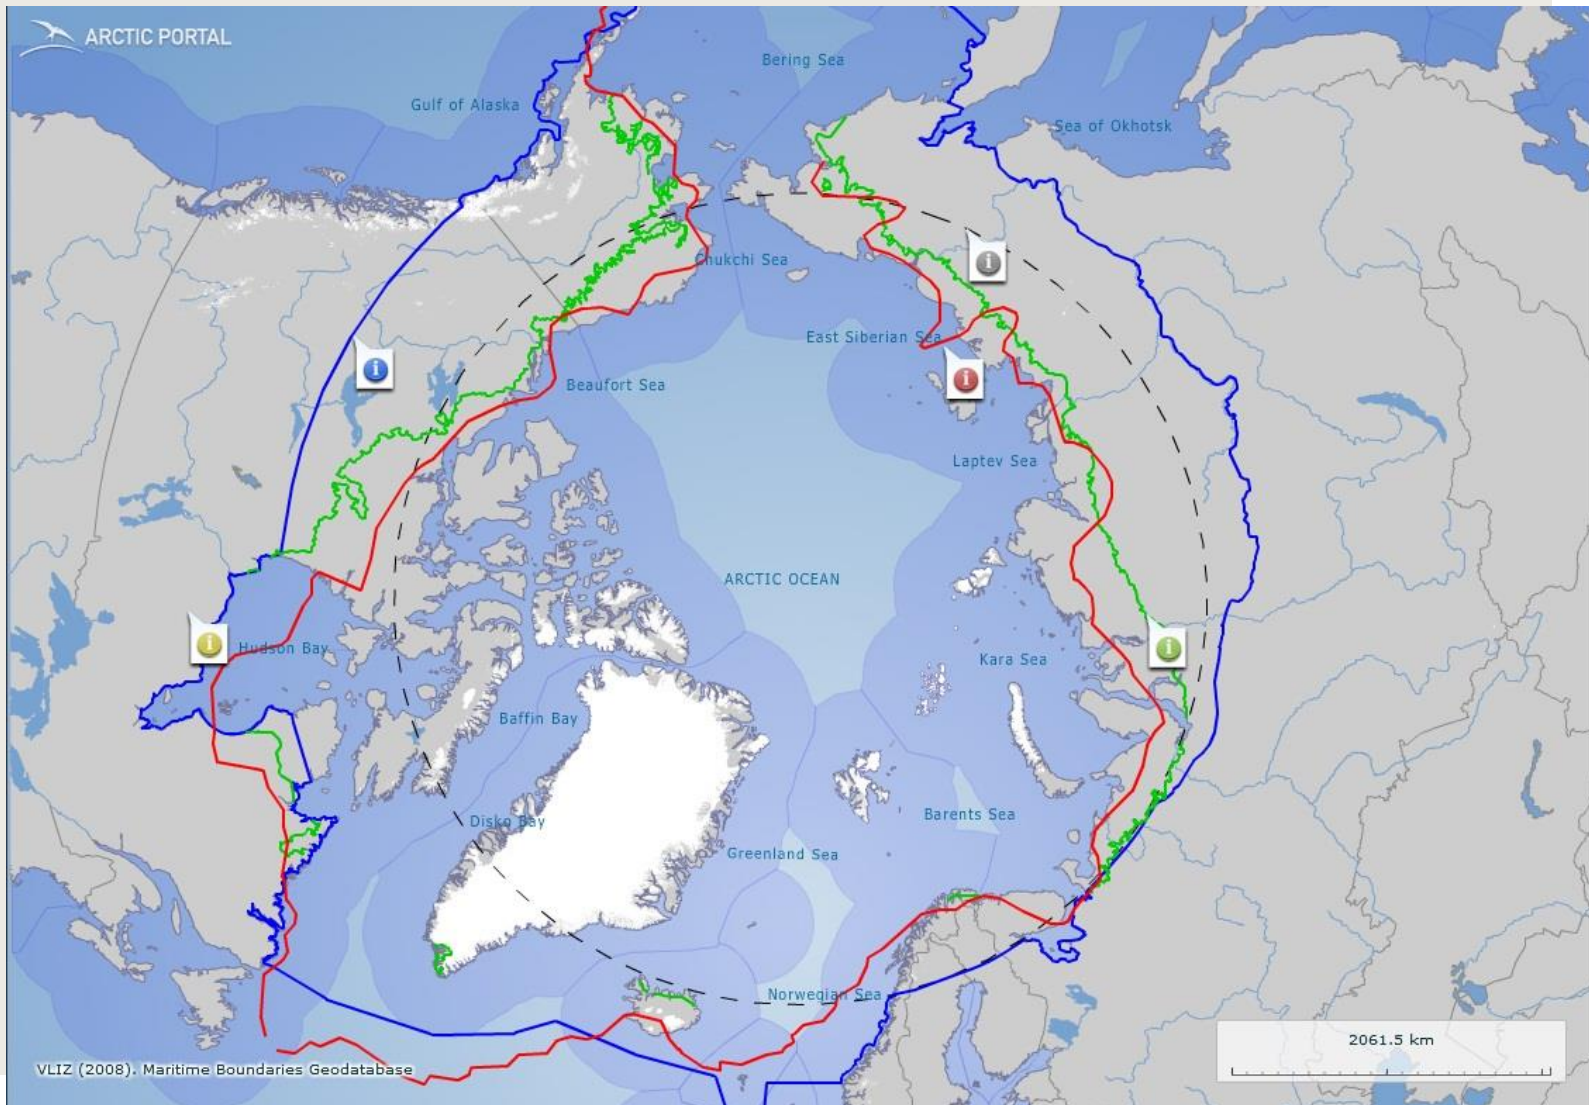 ARCTIC PORTAL
Bering Sea
Gulf of Alaska
Sea of Okhotsk
Chukchi Sea
i
East Siberian Sea
i
i
Beaufort Sea
Laptev Sea
ARCTIC OCEAN
i
Hudson Bay
i
Kara Sea
Baffin Bay
Disko Bay
Barents Sea
Greenland Sea
Norwegian Sea
2061.5 km
VLIZ (2008). Maritime Boundaries Geodatabase